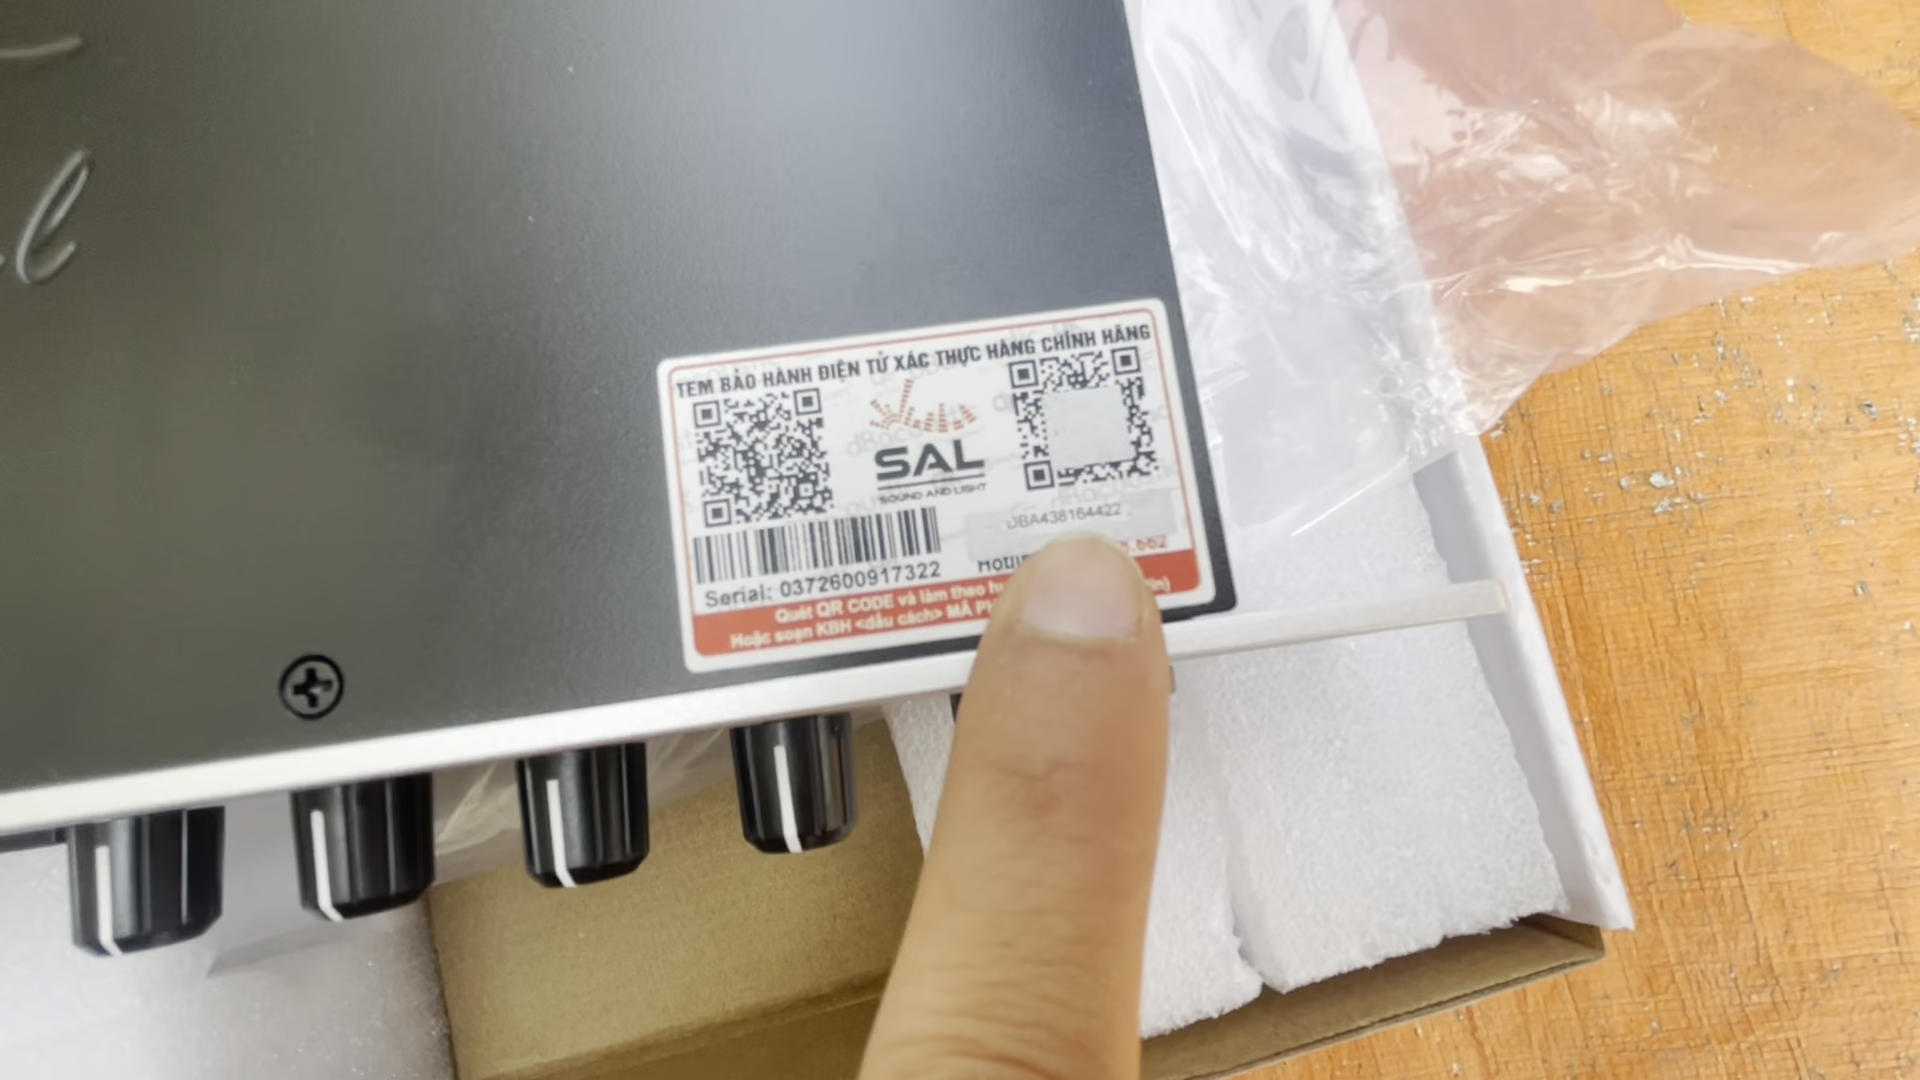 TEM BẢO HÀNH ĐIỆN TỬ XÁC THỰC HÀNG CHÍNH HÃNG
SAL
SOUND AND LIGHT
DBA438164422
Serial: 0372600917322
Quét QR CODE và làm theo
Hoặc soạn KBH <dấu cách> MÃ